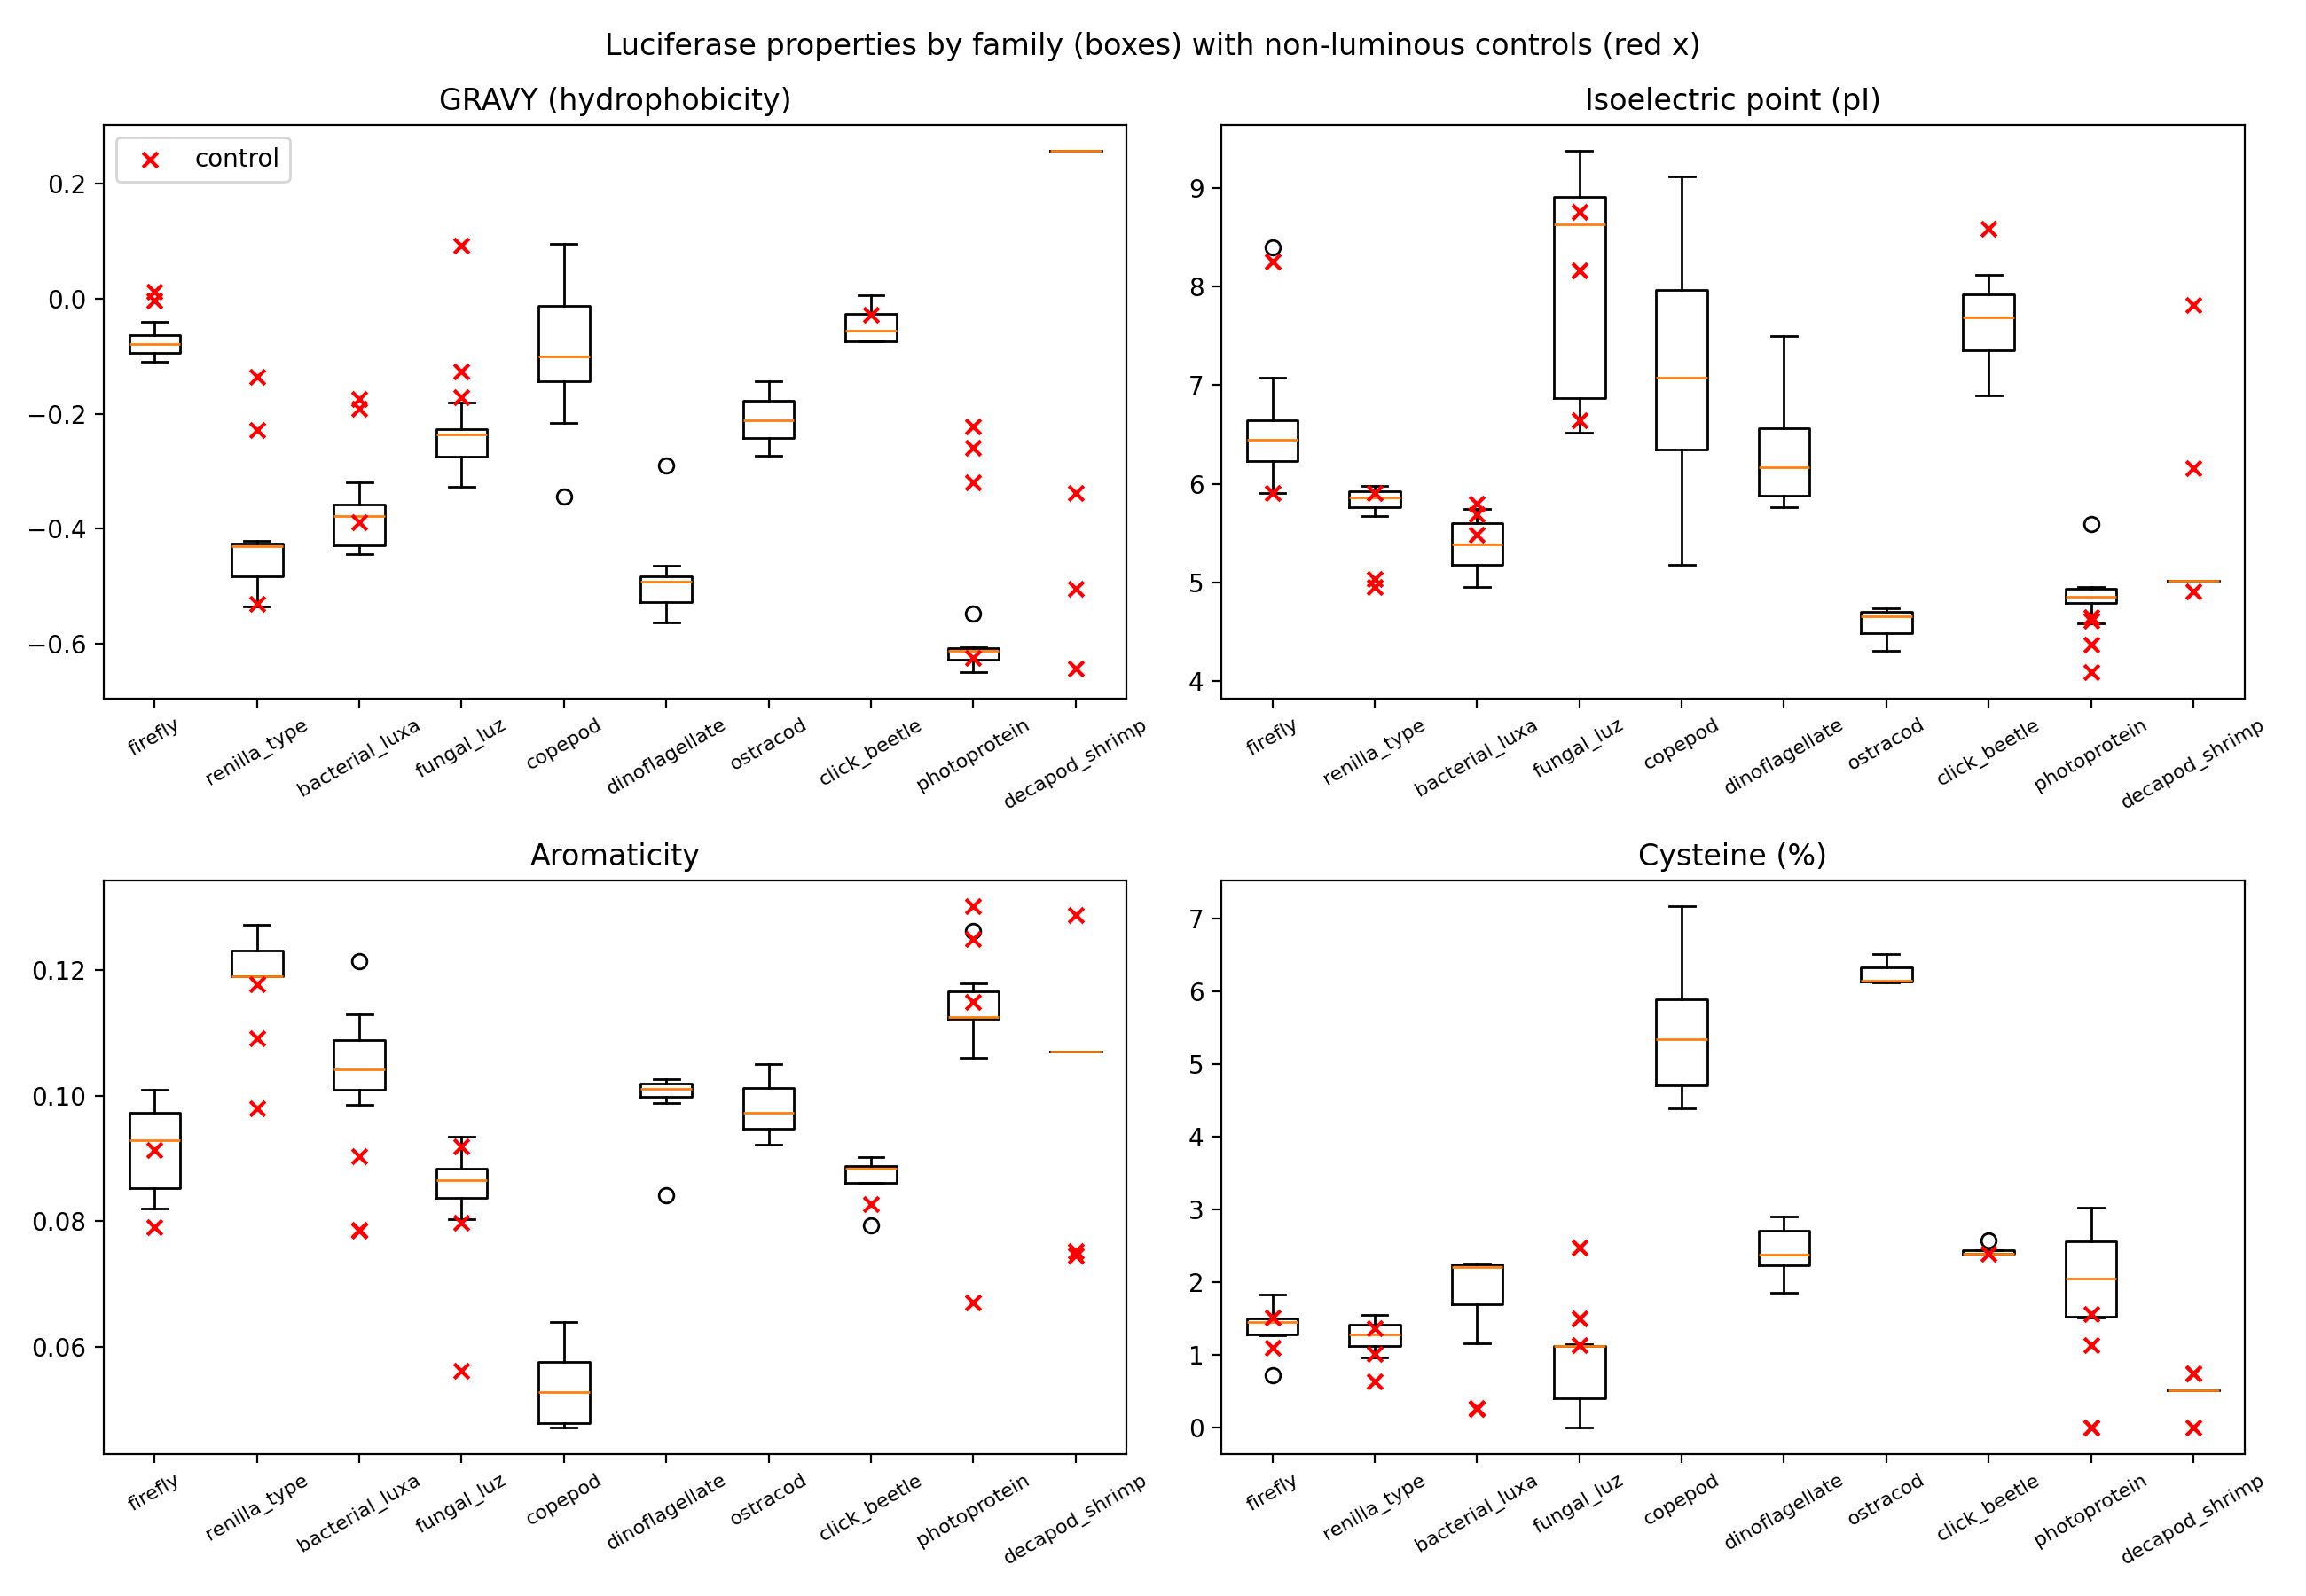 Luciferase properties by family (boxes) with non-luminous controls (red x)
GRAVY (hydrophobicity)
control
0.2
0.0
−0.2
−0.4
−0.6
firefly
renilla_type
bacterial_luxa
fungal_luz
copepod
dinoflagellate
ostracod
click_beetle
photoprotein
decapod_shrimp
Isoelectric point (pI)
9
8
7
6
5
4
firefly
renilla_type
bacterial_luxa
fungal_luz
copepod
dinoflagellate
ostracod
click_beetle
photoprotein
decapod_shrimp
Aromaticity
0.12
0.10
0.08
0.06
firefly
renilla_type
bacterial_luxa
fungal_luz
copepod
dinoflagellate
ostracod
click_beetle
photoprotein
decapod_shrimp
Cysteine (%)
7
6
5
4
3
2
1
0
firefly
renilla_type
bacterial_luxa
fungal_luz
copepod
dinoflagellate
ostracod
click_beetle
photoprotein
decapod_shrimp